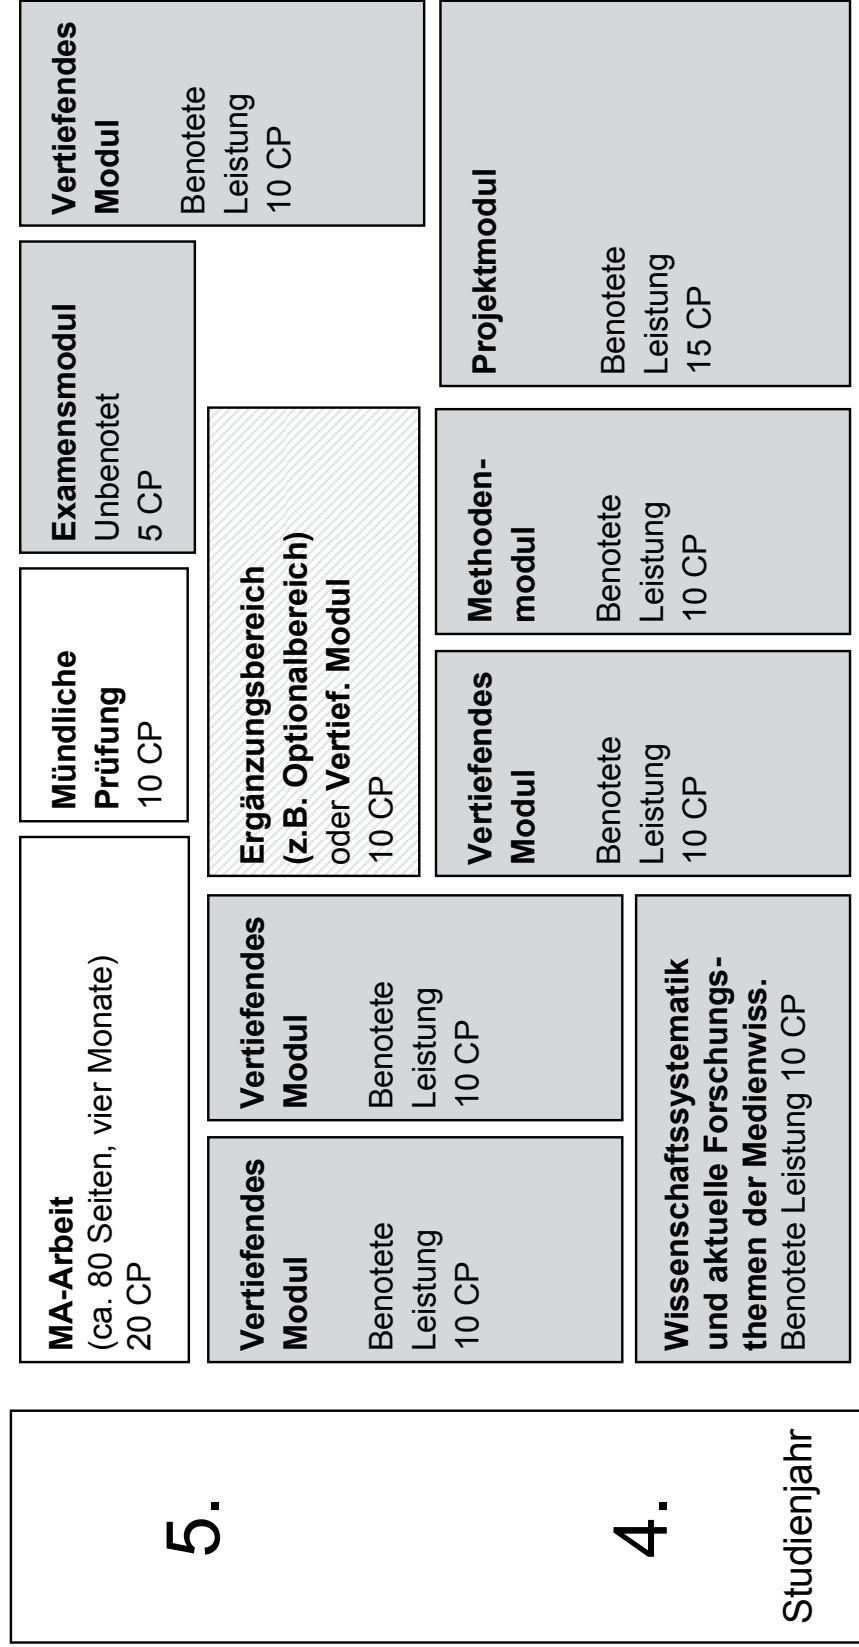 5.
4.
Studienjahr
MA-Arbeit
(ca. 80 Seiten, vier Monate)
20 CP
Mündliche
Prüfung
10 CP
Examensmodul
Unbenotet
5 CP
Vertiefendes
Modul
Benotete
Leistung
10 CP
Vertiefendes
Modul
Benotete
Leistung
10 CP
Vertiefendes
Modul
Benotete
Leistung
10 CP
Ergänzungsbereich
(z.B. Optionalbereich)
oder Vertief. Modul
10 CP
Wissenschaftssystematik
und aktuelle Forschungs-
themen der Medienwiss.
Benotete Leistung 10 CP
Vertiefendes
Modul
Benotete
Leistung
10 CP
Methoden-
modul
Benotete
Leistung
10 CP
Projektmodul
Benotete
Leistung
15 CP